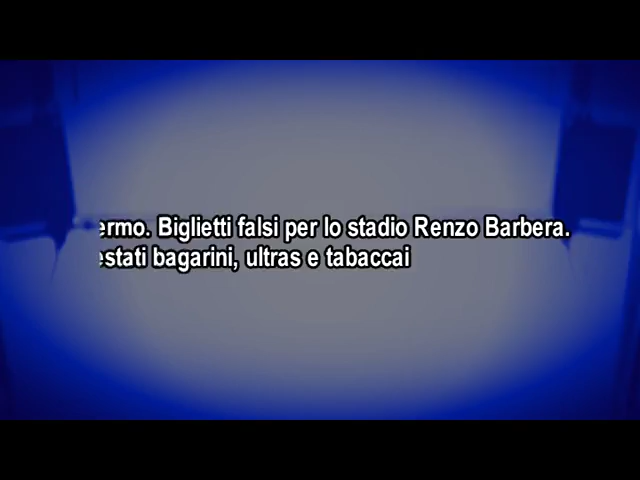 ermo. Biglietti falsi per lo stadio Renzo Barbera.
estati bagarini, ultras e tabaccai